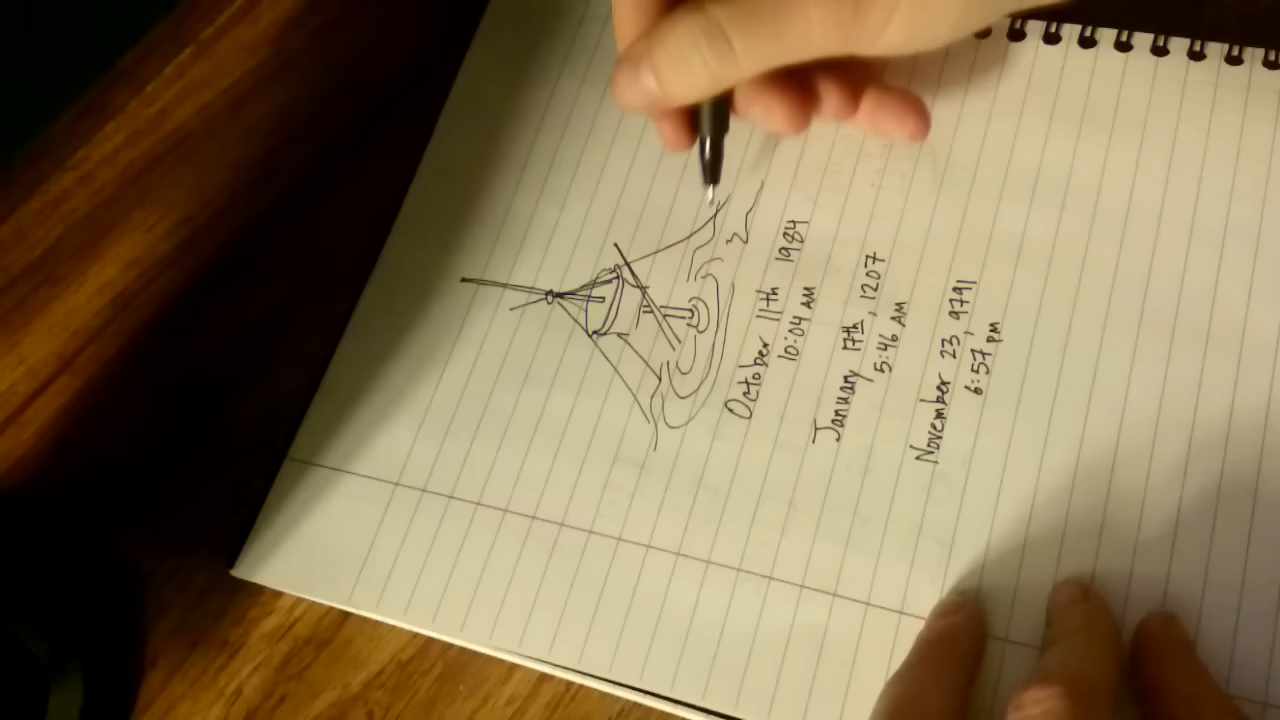 October 11th 1984
10:04 AM
January 17th, 1207
5:46 AM
November 23, 9791
6:57 PM